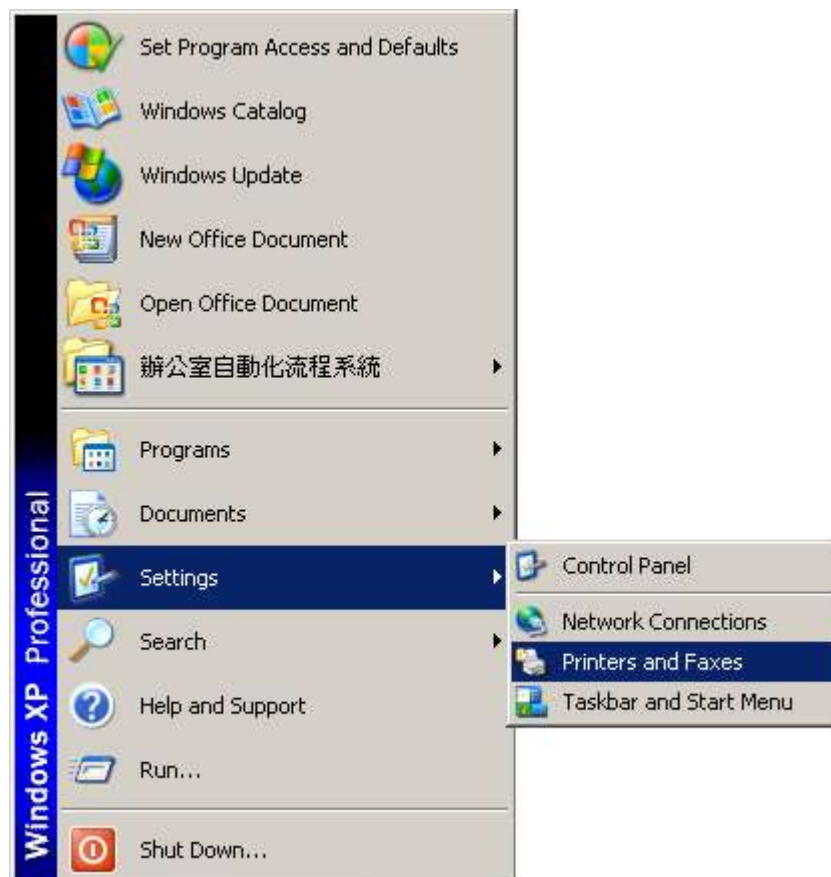 Set Program Access and Defaults
Windows Catalog
Windows Update
New Office Document
Open Office Document
辦公室自動化流程系統
Programs
Documents
Settings
Search
Help and Support
Run...
Shut Down...
Windows XP Professional
Control Panel
Network Connections
Printers and Faxes
Taskbar and Start Menu